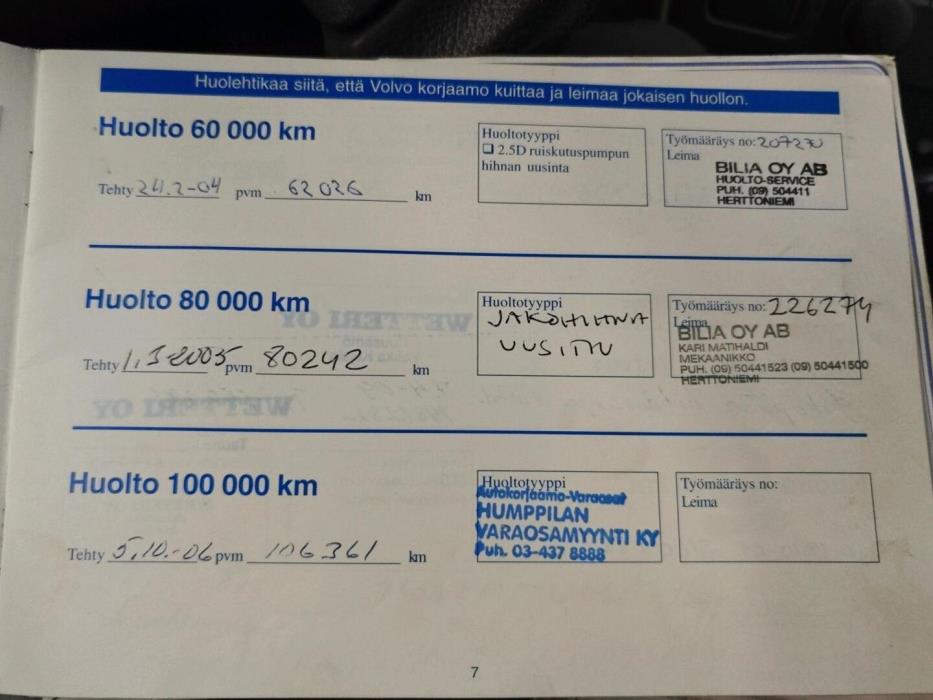 Huolehtikaa siitä, että Volvo korjaamo kuittaa ja leimaa jokaisen huollon.
Huolto 60 000 km
Tehty 24.2-04 pvm 62026 km
Huoltotyyppi
❑ 2.5D ruiskutuspumpun
hihnan uusinta
Työmääräys no: 207270
Leima
BILIA OY AB
HUOLTO-SERVICE
PUH. (09) 504411
HERTTONIEMI
Huolto 80 000 km
Tehty 1.3-2005 pvm 80242 km
Huoltotyyppi
JAKOHIHNA
UUSITTU
Työmääräys no: 226274
Leima
BILIA OY AB
KARI MATIHALDI
MEKAANIKKO
PUH. (09) 50441523 (09) 50441500
HERTTONIEMI
WETTERI OY
WETTERI OY
Huolto 100 000 km
Tehty 5.10.-06 pvm 106361 km
Huoltotyyppi
Autokorjaamo-Varaosat
HUMPPILAN
VARAOSAMYYNTI KY
Puh. 03-437 8888
Työmääräys no:
Leima
7